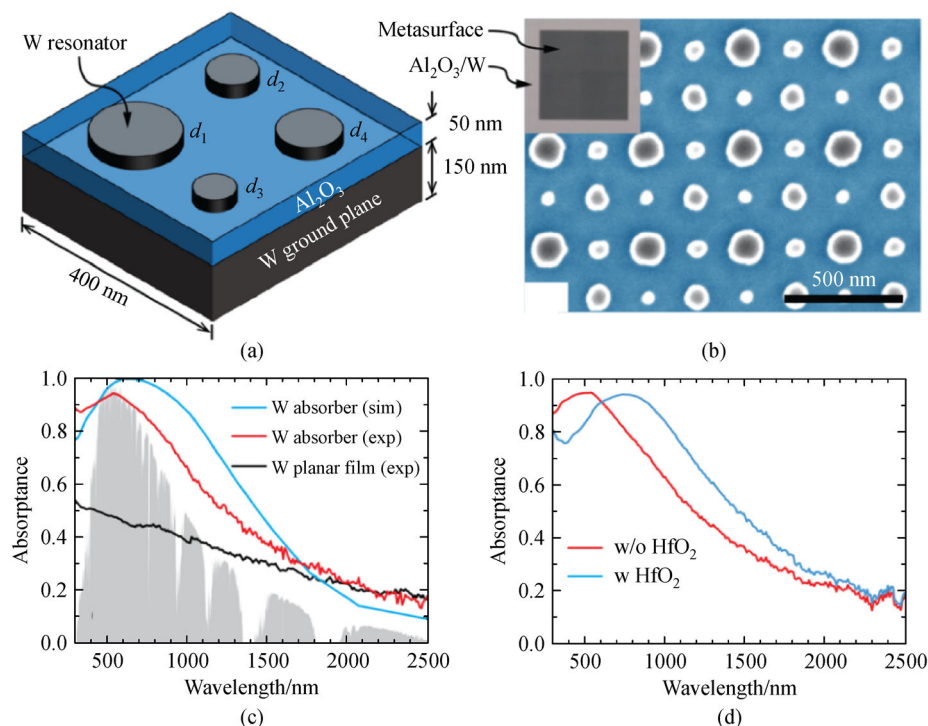 (a)
W resonator
d₁
d₂
d₃
d₄
50 nm
150 nm
Al₂O₃
W ground plane
400 nm
(b)
Metasurface
Al₂O₃/W
500 nm
(a)
(b)
1.0
0.8
0.6
0.4
0.2
0.0
Absorptance
W absorber (sim)
W absorber (exp)
W planar film (exp)
500 1000 1500 2000 2500
Wavelength/nm
(c)
1.0
0.8
0.6
0.4
0.2
0.0
Absorptance
w/o HfO₂
w HfO₂
500 1000 1500 2000 2500
Wavelength/nm
(d)